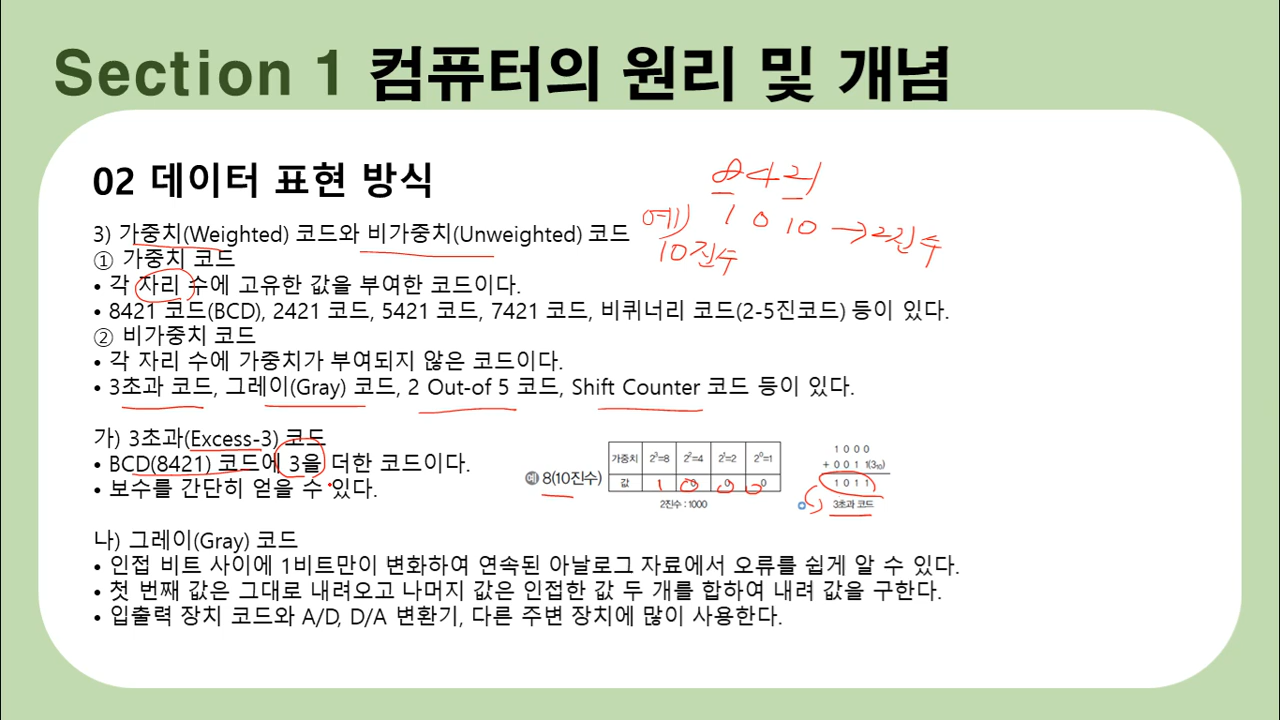 Section 1 컴퓨터의 원리 및 개념
02 데이터 표현 방식
8421
예) 1 0 1 0 → 2진수
10진수
3) 가중치(Weighted) 코드와 비가중치(Unweighted) 코드
① 가중치 코드
• 각 자리 수에 고유한 값을 부여한 코드이다.
• 8421 코드(BCD), 2421 코드, 5421 코드, 7421 코드, 비퀴너리 코드(2-5진코드) 등이 있다.
② 비가중치 코드
• 각 자리 수에 가중치가 부여되지 않은 코드이다.
• 3초과 코드, 그레이(Gray) 코드, 2 Out-of 5 코드, Shift Counter 코드 등이 있다.
가) 3초과(Excess-3) 코드
• BCD(8421) 코드에 3을 더한 코드이다.
• 보수를 간단히 얻을 수 있다.
예 8(10진수)
가중치 2³=8 2²=4 2¹=2 2⁰=1
값 1 0 0 0
2진수 : 1000
1 0 0 0
+ 0 0 1 1(3₁₀)
1 0 1 1
3초과 코드
나) 그레이(Gray) 코드
• 인접 비트 사이에 1비트만이 변화하여 연속된 아날로그 자료에서 오류를 쉽게 알 수 있다.
• 첫 번째 값은 그대로 내려오고 나머지 값은 인접한 값 두 개를 합하여 내려 값을 구한다.
• 입출력 장치 코드와 A/D, D/A 변환기, 다른 주변 장치에 많이 사용한다.